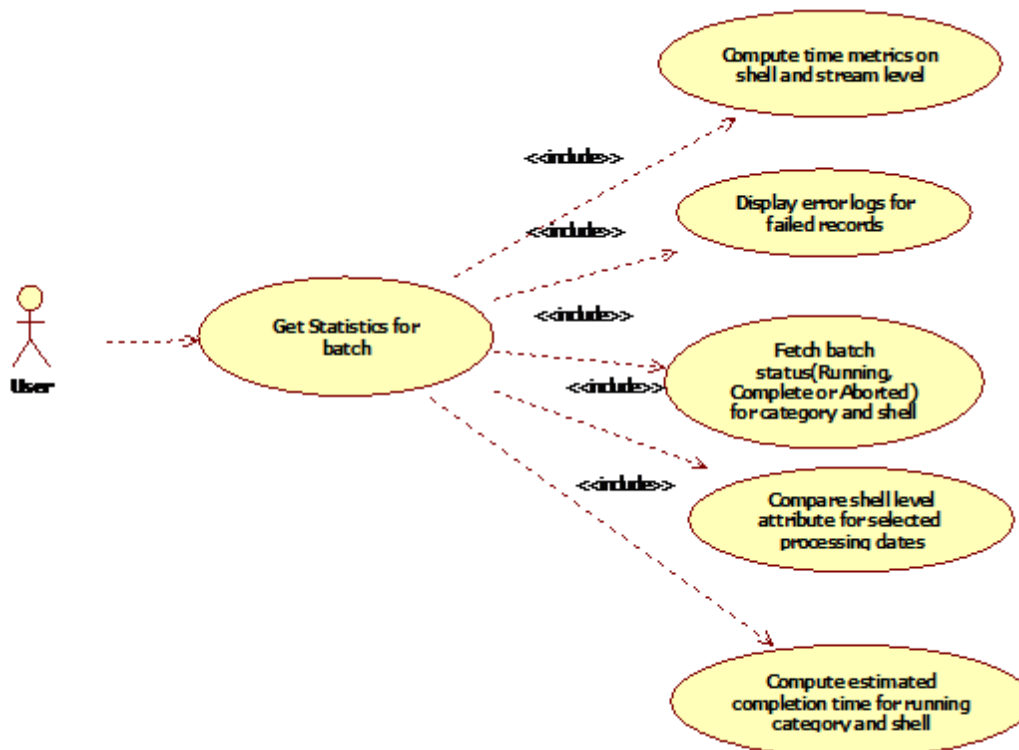 Compute time metrics on
shell and stream level
<<include>>
Display error logs for
failed records
<<include>>
Get Statistics for
batch
<<include>>
User
Fetch batch
status(Running,
Complete or Aborted)
for category and shell
<<include>>
Compare shell level
attribute for selected
processing dates
<<include>>
Compute estimated
completion time for running
category and shell